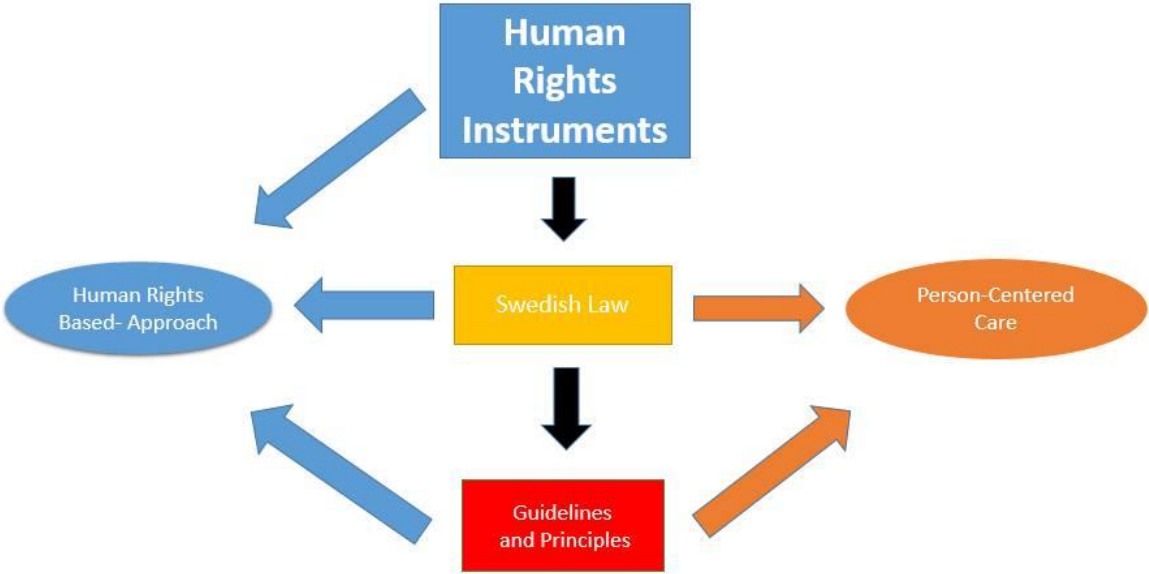 Human
Rights
Instruments
Human Rights
Based- Approach
Swedish Law
Person-Centered
Care
Guidelines
and Principles